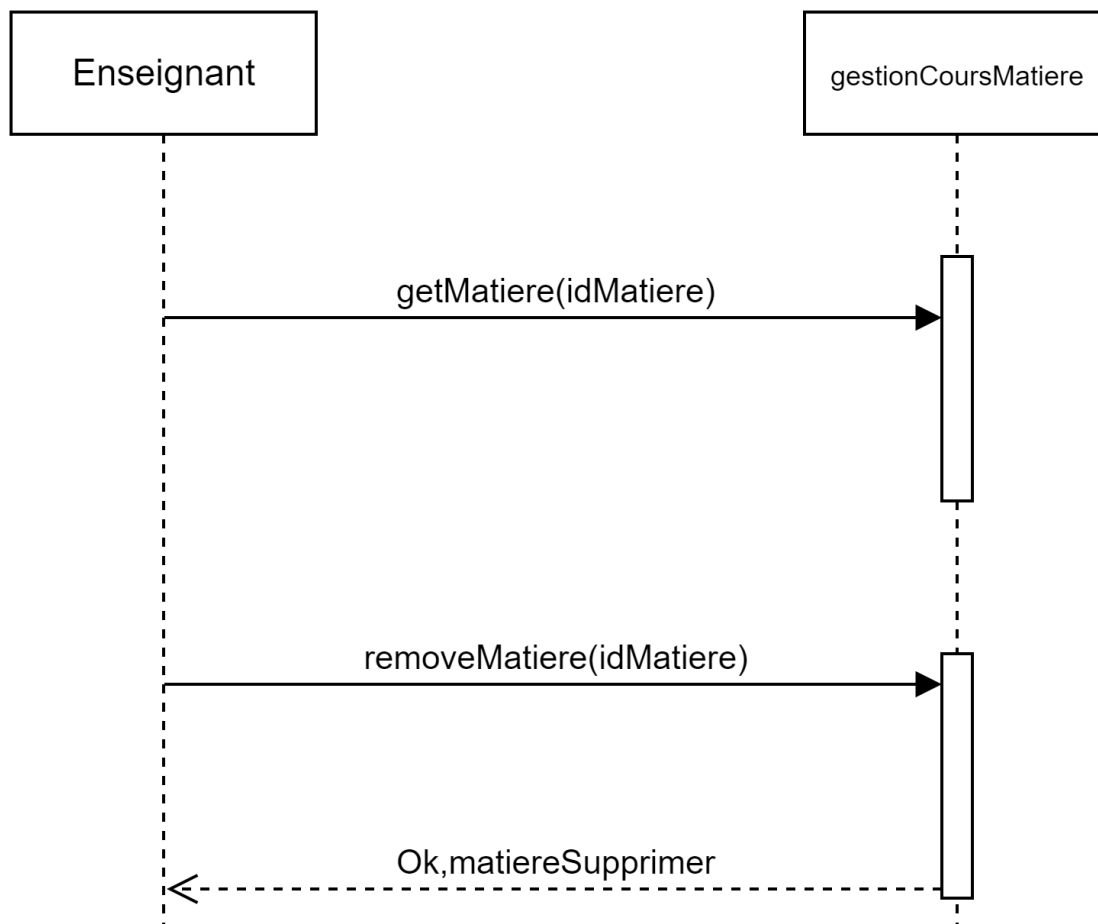 Enseignant
gestionCoursMatiere
getMatiere(idMatiere)
removeMatiere(idMatiere)
Ok,matiereSupprimer